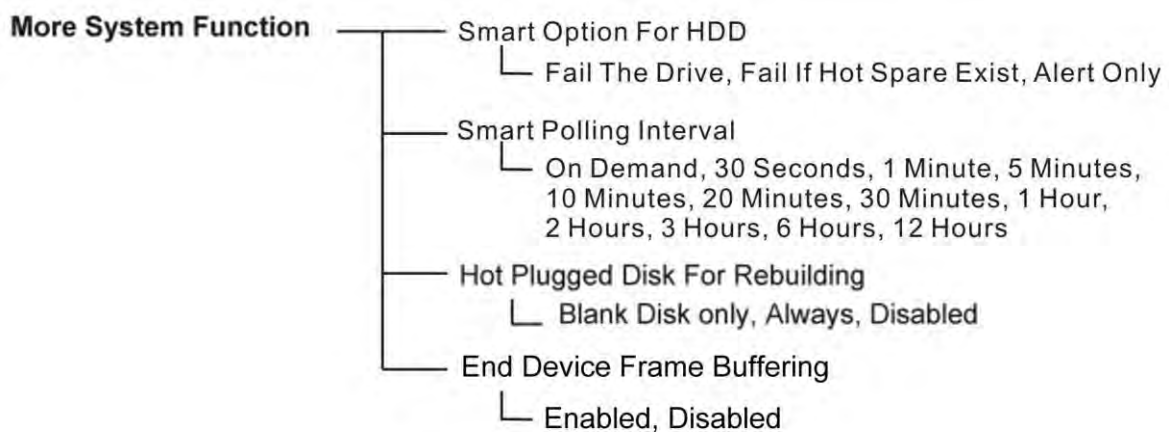 More System Function
Smart Option For HDD
Fail The Drive, Fail If Hot Spare Exist, Alert Only
Smart Polling Interval
On Demand, 30 Seconds, 1 Minute, 5 Minutes,
10 Minutes, 20 Minutes, 30 Minutes, 1 Hour,
2 Hours, 3 Hours, 6 Hours, 12 Hours
Hot Plugged Disk For Rebuilding
Blank Disk only, Always, Disabled
End Device Frame Buffering
Enabled, Disabled